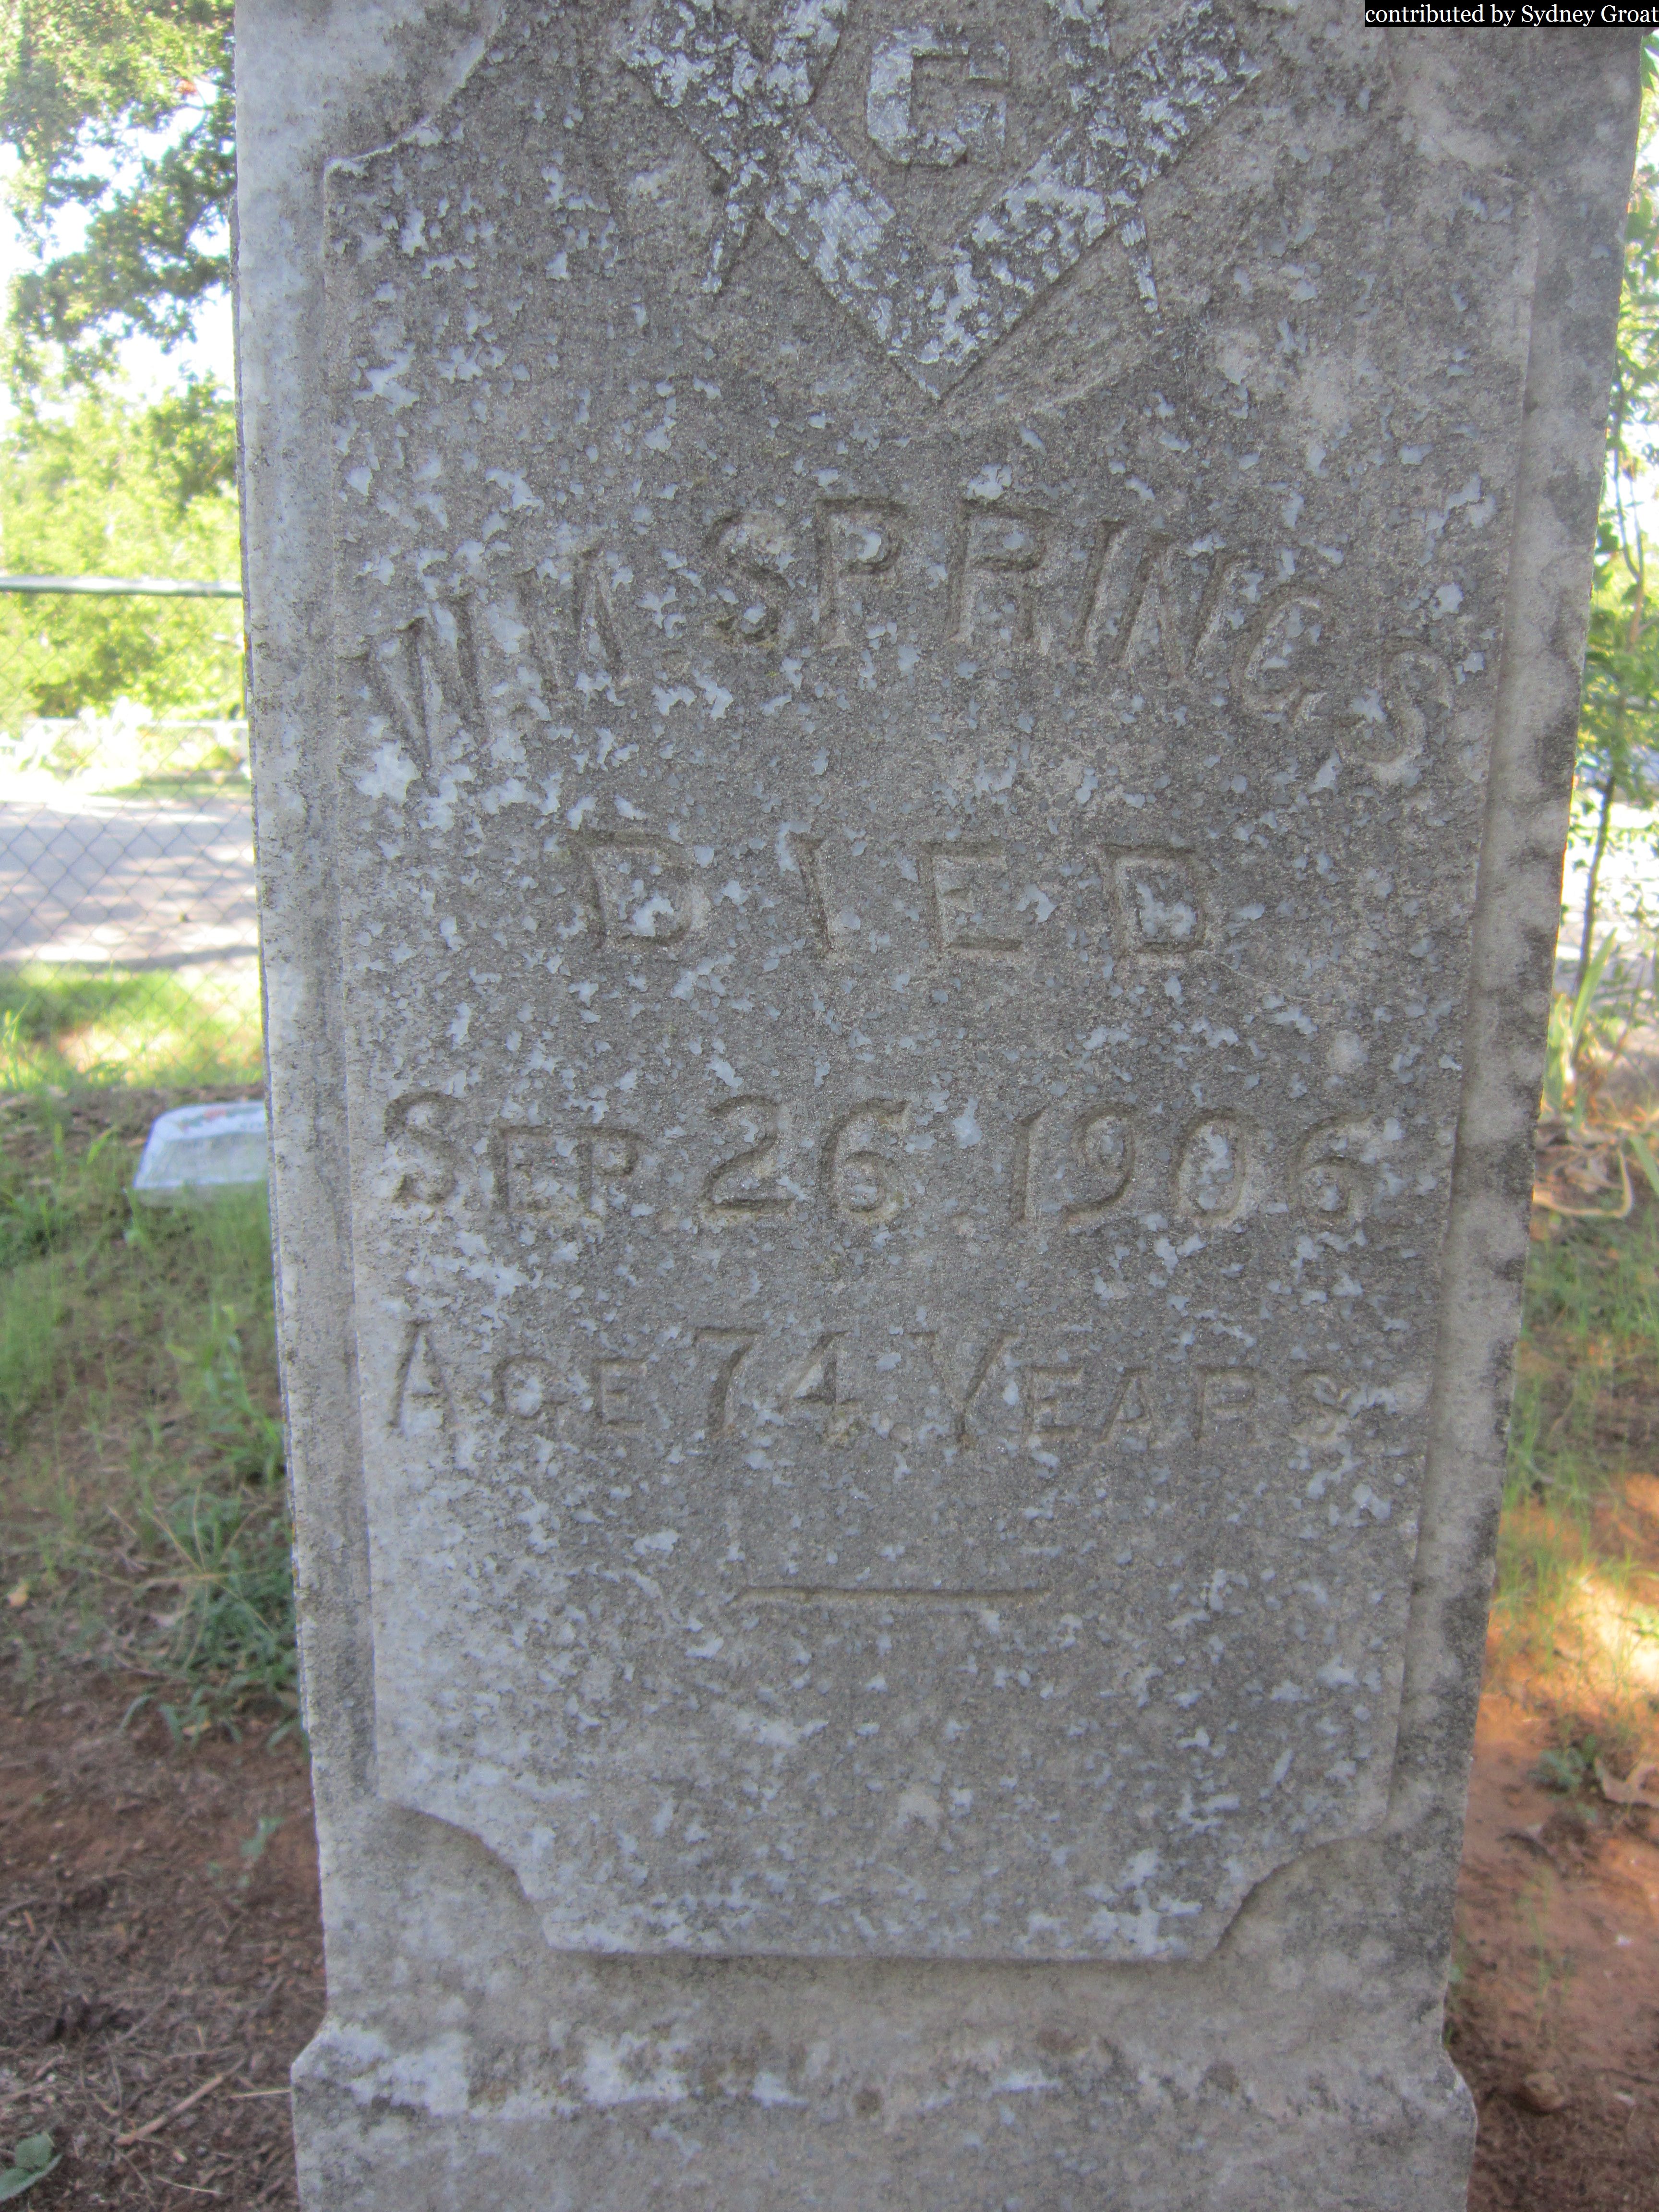 contributed by Sydney Groat
G
WM SPRINGS
DIED
SEP. 26, 1906
AGE 74 YEARS